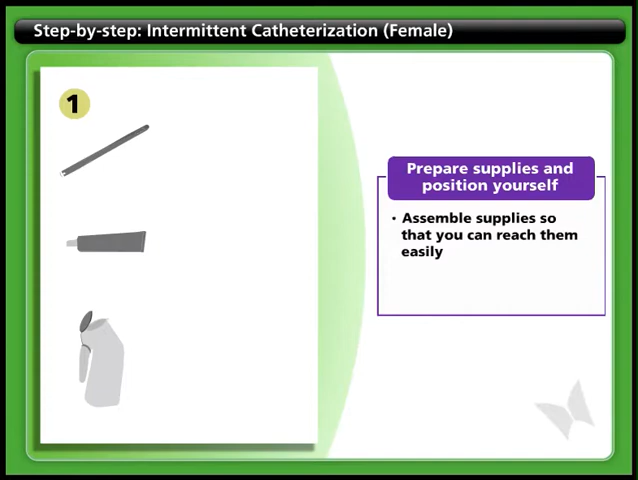 Step-by-step: Intermittent Catheterization (Female)
1
Prepare supplies and
position yourself
• Assemble supplies so
that you can reach them
easily